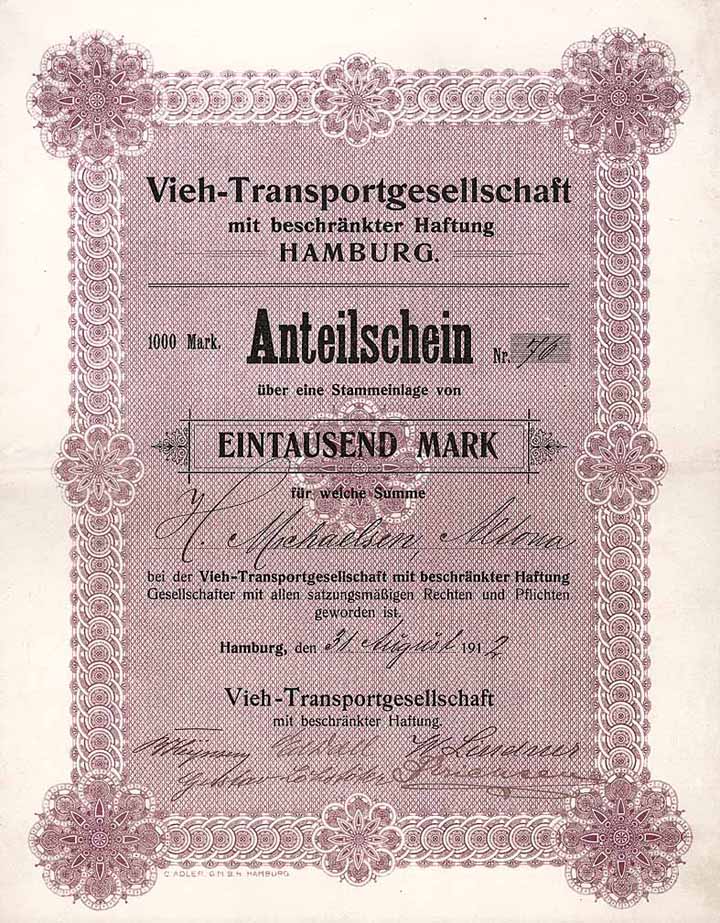 Vieh-Transportgesellschaft
mit beschränkter Haftung
HAMBURG.
1000 Mark. Anteilschein Nr. 76
über eine Stammeinlage von
EINTAUSEND MARK
für welche Summe
H. Michaelsen, Altona
bei der Vieh-Transportgesellschaft mit beschränkter Haftung
Gesellschafter mit allen satzungsmäßigen Rechten und Pflichten
geworden ist.
Hamburg, den 31. August 1912
Vieh-Transportgesellschaft
mit beschränkter Haftung.
Gustav
C. ADLER, G.M.B.H. HAMBURG